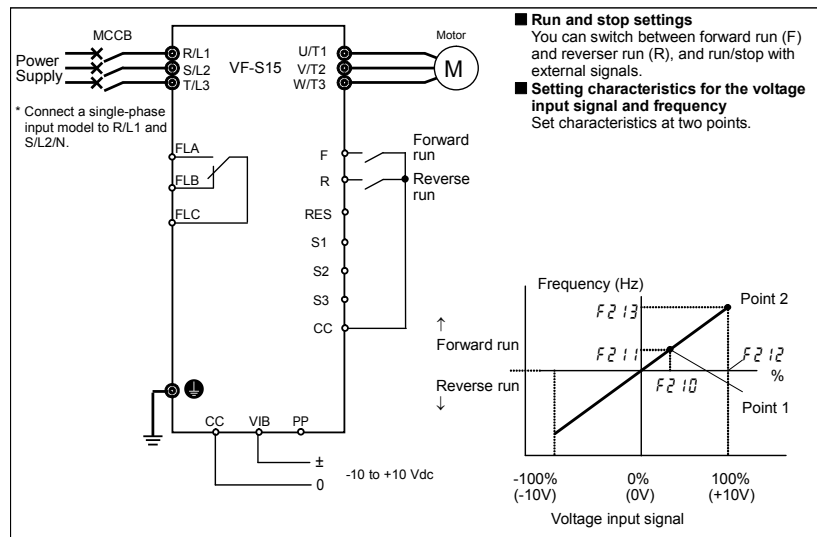 MCCB
Power
Supply
R/L1
S/L2
T/L3
VF-S15
U/T1
V/T2
W/T3
Motor
M
* Connect a single-phase
input model to R/L1 and
S/L2/N.
FLA
FLB
FLC
F
R
RES
S1
S2
S3
CC
Forward
run
Reverse
run
CC
VIB
PP
±
0
-10 to +10 Vdc
■ Run and stop settings
You can switch between forward run (F)
and reverser run (R), and run/stop with
external signals.
■ Setting characteristics for the voltage
input signal and frequency
Set characteristics at two points.
Frequency (Hz)
F213
Point 2
↑
Forward run
F211
F212
%
F210
Reverse run
↓
Point 1
-100%
(-10V)
0%
(0V)
100%
(+10V)
Voltage input signal